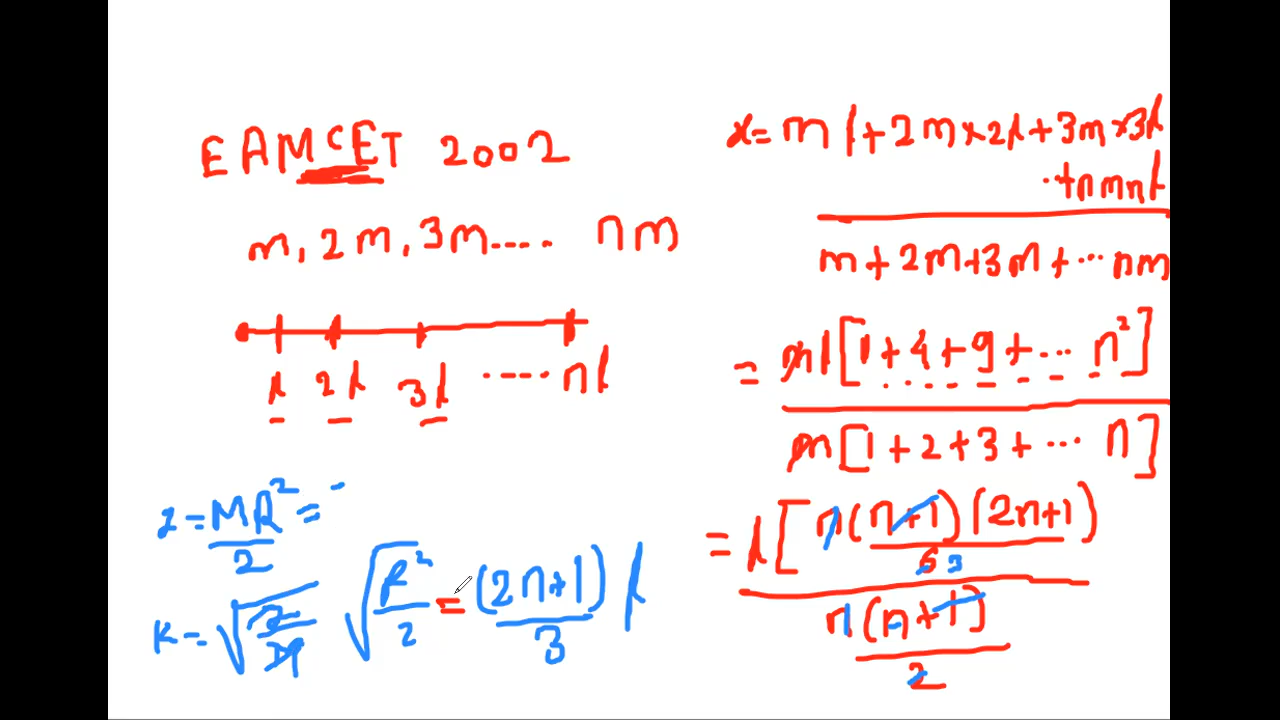 EAMCET 2002
m, 2m, 3m.... nm
l 2l 3l .... nl
x = ml + 2m×2l + 3m×3l
..+nmnl
m + 2m + 3m + ... nm
= ml[1 + 4 + 9 + ... n²]
m[1 + 2 + 3 + ... n]
= l[n(n+1)(2n+1)
6 3
n(n+1)
2
I = MR² =
2
K = √I/M √R²/2 = (2n+1) l
3